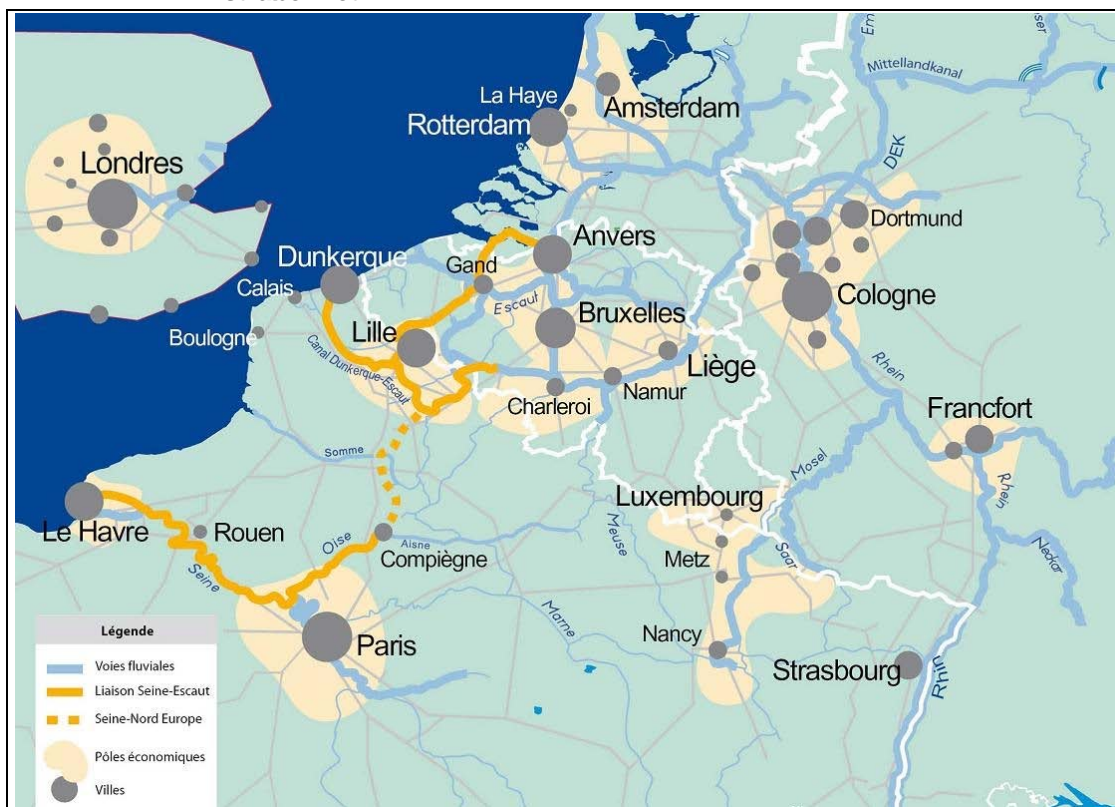 La Haye
Rotterdam
Amsterdam
Mittellandkanal
DEK
Londres
Dortmund
Anvers
Dunkerque
Gand
Calais
Escaut
Bruxelles
Cologne
Boulogne
Lille
Canal Dunkerque-Escaut
Liège
Namur
Charleroi
Rhein
Francfort
Somme
Mosel
Rhein
Luxembourg
Le Havre
Rouen
Oise
Aisne
Compiègne
Meuse
Metz
Saar
Neckar
Seine
Marne
Nancy
Paris
Strasbourg
Rhin
Légende
Voies fluviales
Liaison Seine-Escaut
Seine-Nord Europe
Pôles économiques
Villes